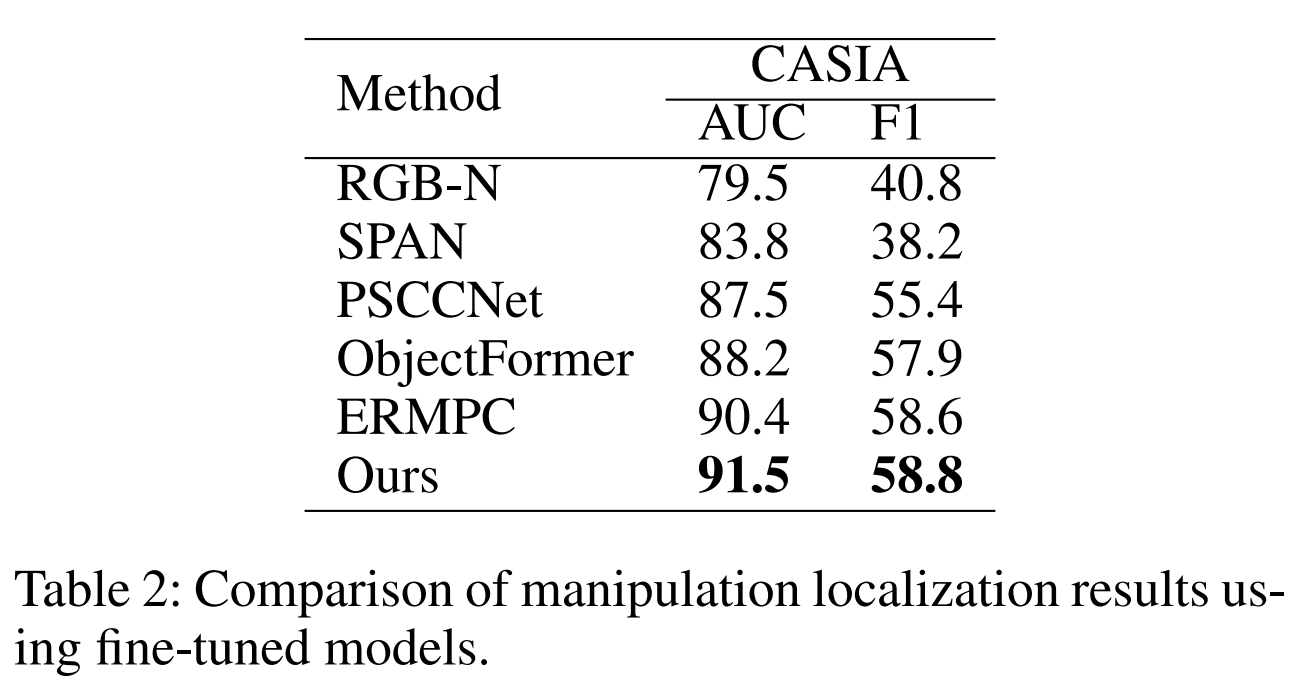 Method CASIA
AUC F1
RGB-N 79.5 40.8
SPAN 83.8 38.2
PSCCNet 87.5 55.4
ObjectFormer 88.2 57.9
ERMPC 90.4 58.6
Ours 91.5 58.8
Table 2: Comparison of manipulation localization results us-
ing fine-tuned models.